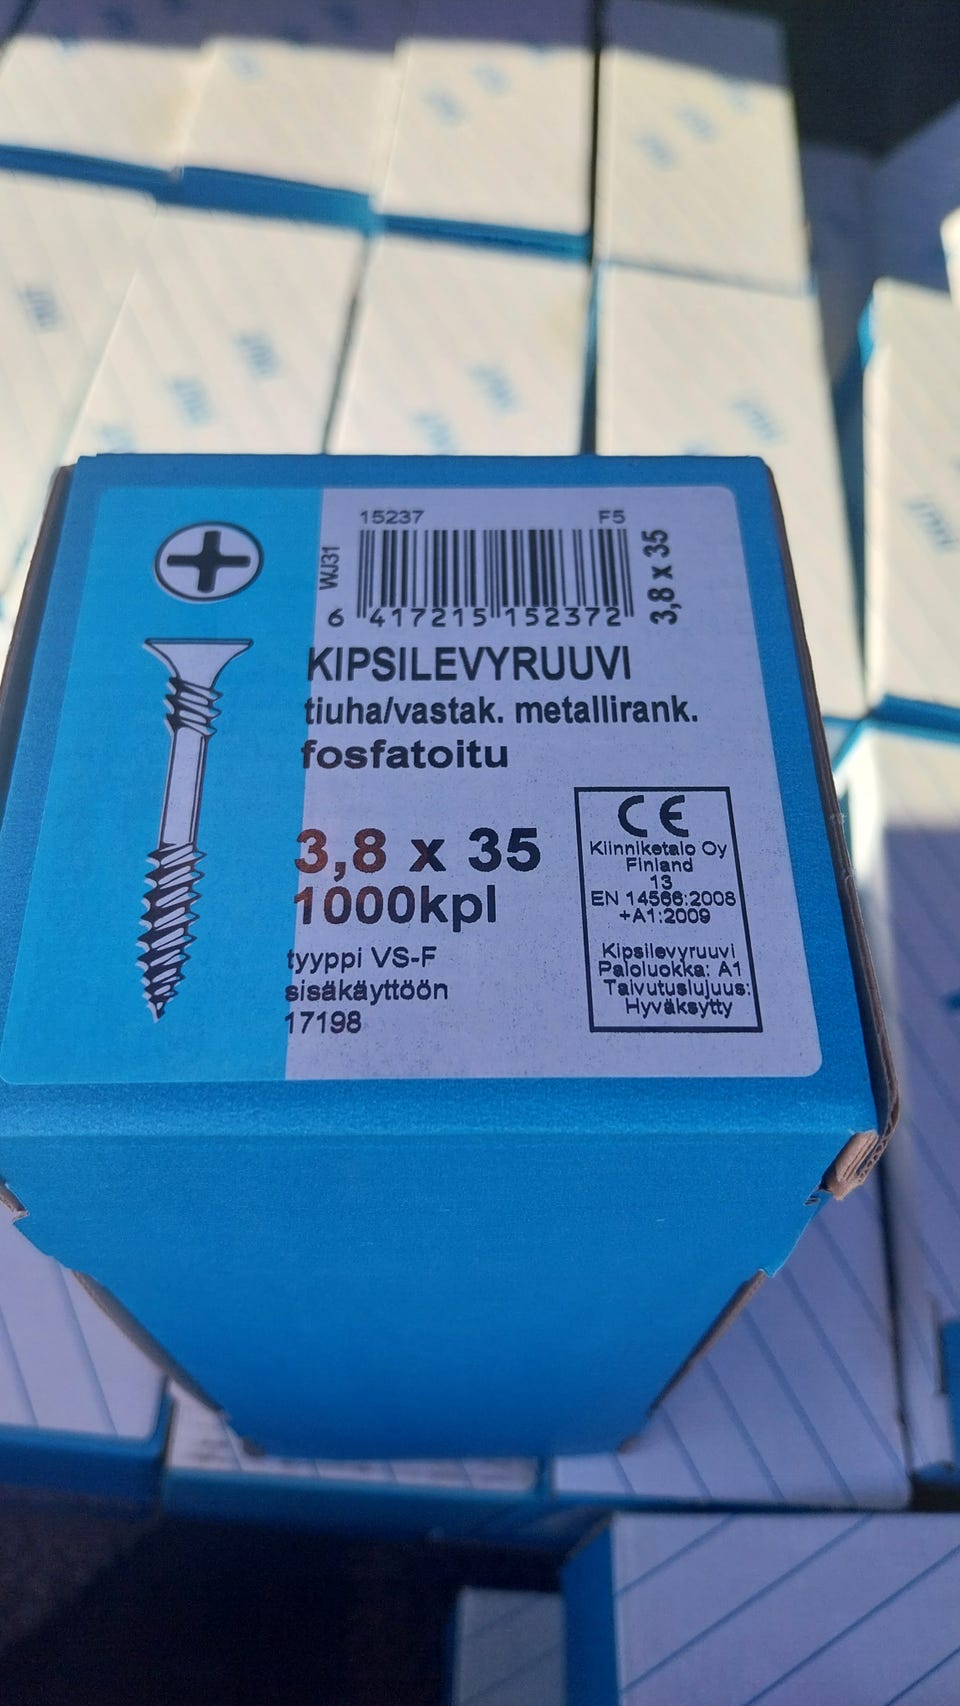 15237 F5
WJ31
6 417215 152372
3,8 x 35
KIPSILEVYRUUVI
tiuha/vastak. metallirank.
fosfatoitu
3,8 x 35
1000kpl
tyyppi VS-F
sisäkäyttöön
17198
CE
Kiinniketalo Oy
Finland
13
EN 14566:2008
+A1:2009
Kipsilevyruuvi
Paloluokka: A1
Taivutuslujuus:
Hyväksytty